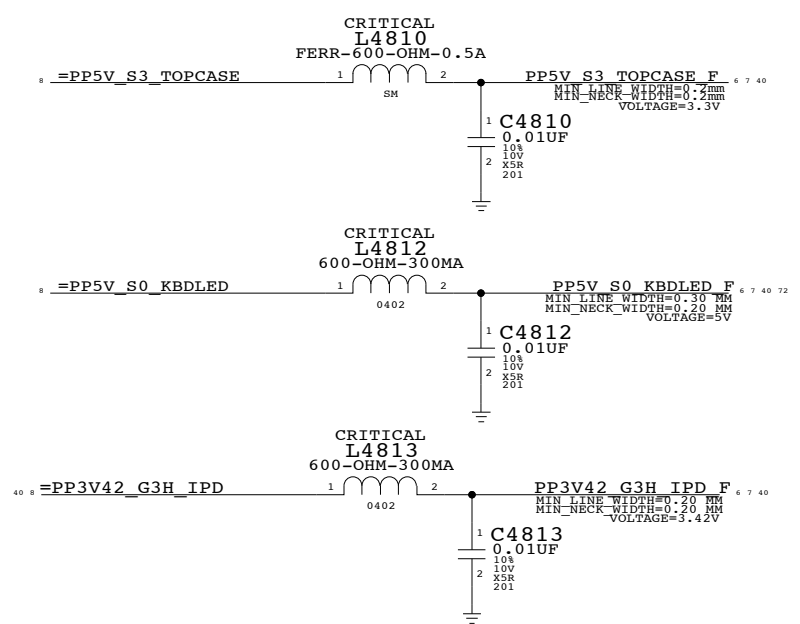 CRITICAL
L4810
FERR-600-OHM-0.5A
8 =PP5V_S3_TOPCASE 1 2 PP5V_S3_TOPCASE_F 6 7 40
SM
MIN_LINE_WIDTH=0.2mm
MIN_NECK_WIDTH=0.2mm
VOLTAGE=3.3V
1 C4810
0.01UF
10%
10V
2 X5R
201
CRITICAL
L4812
600-OHM-300MA
8 =PP5V_S0_KBDLED 1 2 PP5V_S0_KBDLED_F 6 7 40 72
0402
MIN_LINE_WIDTH=0.30 MM
MIN_NECK_WIDTH=0.20 MM
VOLTAGE=5V
1 C4812
0.01UF
10%
10V
2 X5R
201
CRITICAL
L4813
600-OHM-300MA
40 8 =PP3V42_G3H_IPD 1 2 PP3V42_G3H_IPD_F 6 7 40
0402
MIN_LINE_WIDTH=0.20 MM
MIN_NECK_WIDTH=0.20 MM
VOLTAGE=3.42V
1 C4813
0.01UF
10%
10V
2 X5R
201